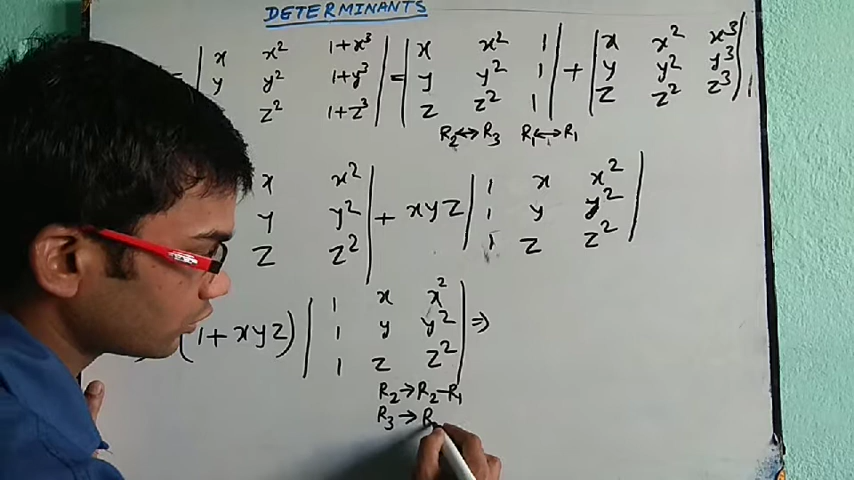 DETERMINANTS
= | x x² 1+x³ | = | x x² 1 | + | x x² x³ |
| y y² 1+y³ | | y y² 1 | | y y² y³ |
z² 1+z³ | | z z² 1 | | z z² z³ |
R₂↔R₃ R₁↔R₁
x x² | + xyz | 1 x x² |
y y² | | 1 y y² |
z z² | | 1 z z² |
(1+xyz) | 1 x x² | ⇒
| 1 y y² |
| 1 z z² |
R₂→R₂-R₁
R₃→R